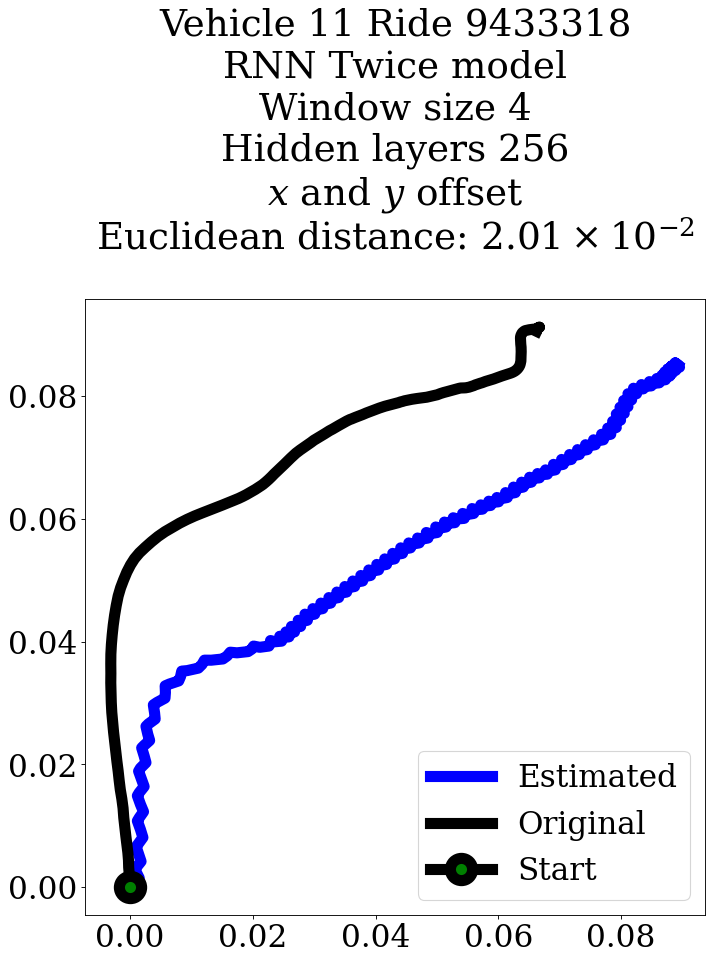 Vehicle 11 Ride 9433318
RNN Twice model
Window size 4
Hidden layers 256
x and y offset
Euclidean distance: 2.01 × 10⁻²
0.08
0.06
0.04
0.02
0.00
Estimated
Original
Start
0.00 0.02 0.04 0.06 0.08